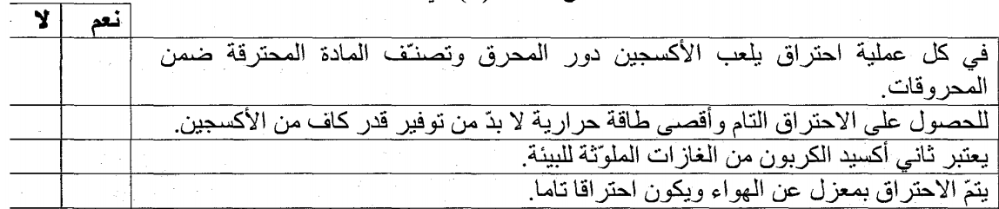 نعم لا
في كل عملية احتراق يلعب الأكسجين دور المحرق وتصنّف المادة المحترقة ضمن
المحروقات.
للحصول على الاحتراق التام وأقصى طاقة حرارية لا بدّ من توفير قدر كاف من الأكسجين.
يعتبر ثاني أكسيد الكربون من الغازات الملوّثة للبيئة.
يتمّ الاحتراق بمعزل عن الهواء ويكون احتراقا تاما.